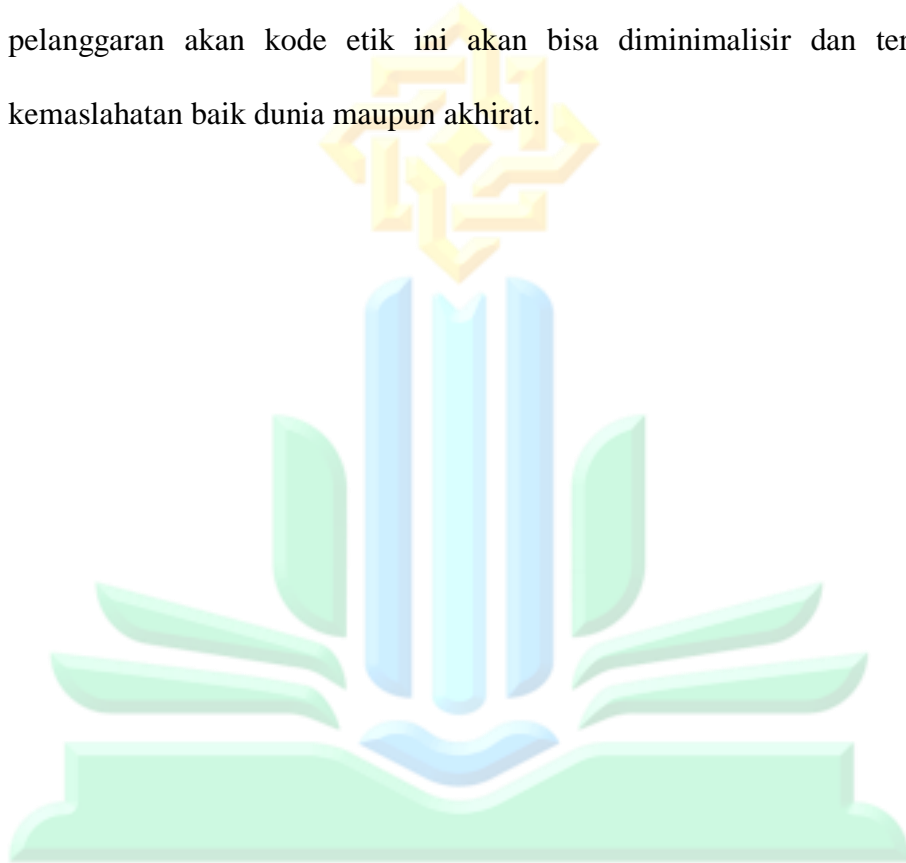 pelanggaran akan kode etik ini akan bisa diminimalisir dan
kemaslahatan baik dunia maupun akhirat.